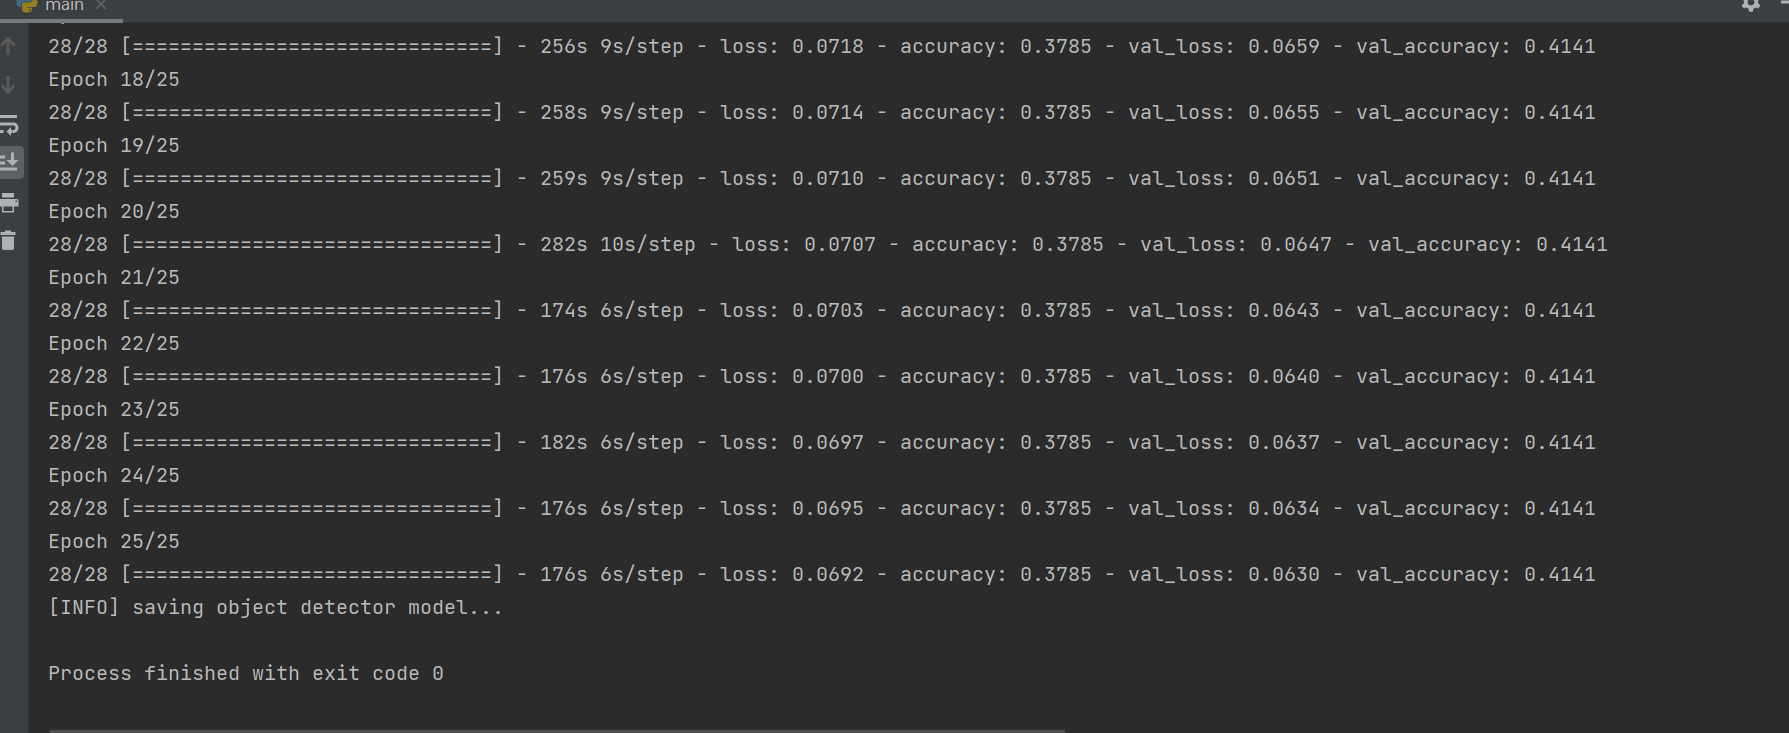 main
28/28 [==============================] - 256s 9s/step - loss: 0.0718 - accuracy: 0.3785 - val_loss: 0.0659 - val_accuracy: 0.4141
Epoch 18/25
28/28 [==============================] - 258s 9s/step - loss: 0.0714 - accuracy: 0.3785 - val_loss: 0.0655 - val_accuracy: 0.4141
Epoch 19/25
28/28 [==============================] - 259s 9s/step - loss: 0.0710 - accuracy: 0.3785 - val_loss: 0.0651 - val_accuracy: 0.4141
Epoch 20/25
28/28 [==============================] - 282s 10s/step - loss: 0.0707 - accuracy: 0.3785 - val_loss: 0.0647 - val_accuracy: 0.4141
Epoch 21/25
28/28 [==============================] - 174s 6s/step - loss: 0.0703 - accuracy: 0.3785 - val_loss: 0.0643 - val_accuracy: 0.4141
Epoch 22/25
28/28 [==============================] - 176s 6s/step - loss: 0.0700 - accuracy: 0.3785 - val_loss: 0.0640 - val_accuracy: 0.4141
Epoch 23/25
28/28 [==============================] - 182s 6s/step - loss: 0.0697 - accuracy: 0.3785 - val_loss: 0.0637 - val_accuracy: 0.4141
Epoch 24/25
28/28 [==============================] - 176s 6s/step - loss: 0.0695 - accuracy: 0.3785 - val_loss: 0.0634 - val_accuracy: 0.4141
Epoch 25/25
28/28 [==============================] - 176s 6s/step - loss: 0.0692 - accuracy: 0.3785 - val_loss: 0.0630 - val_accuracy: 0.4141
[INFO] saving object detector model...
Process finished with exit code 0